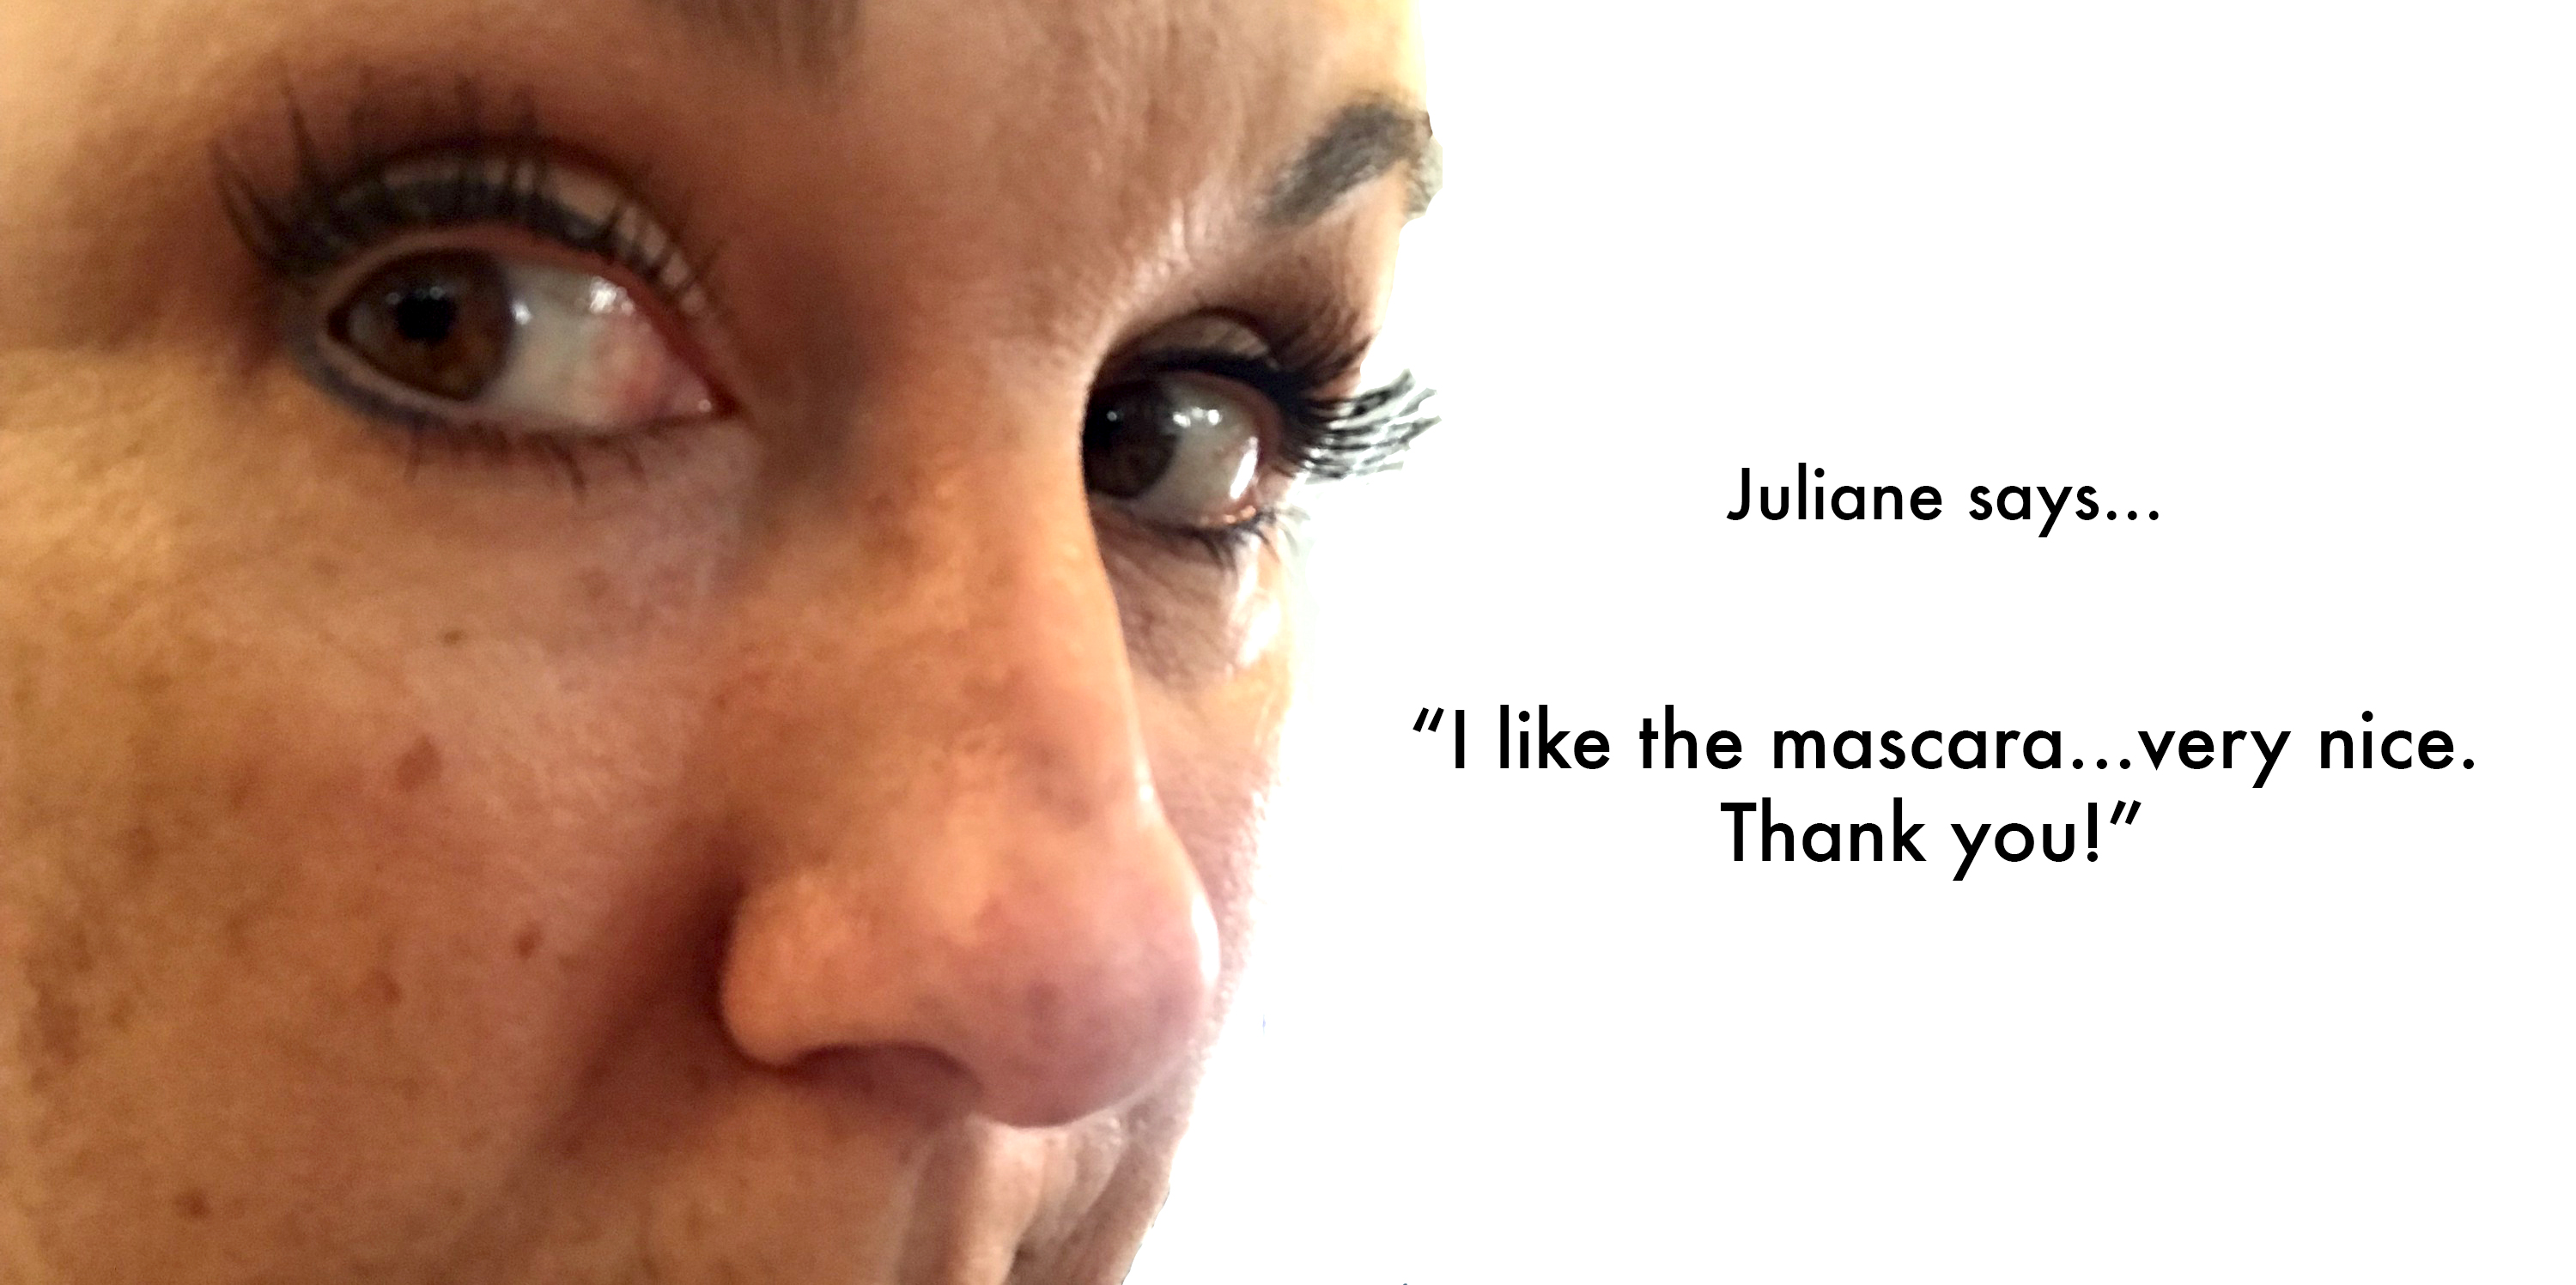 Juliane says...
“I like the mascara...very nice.
Thank you!”